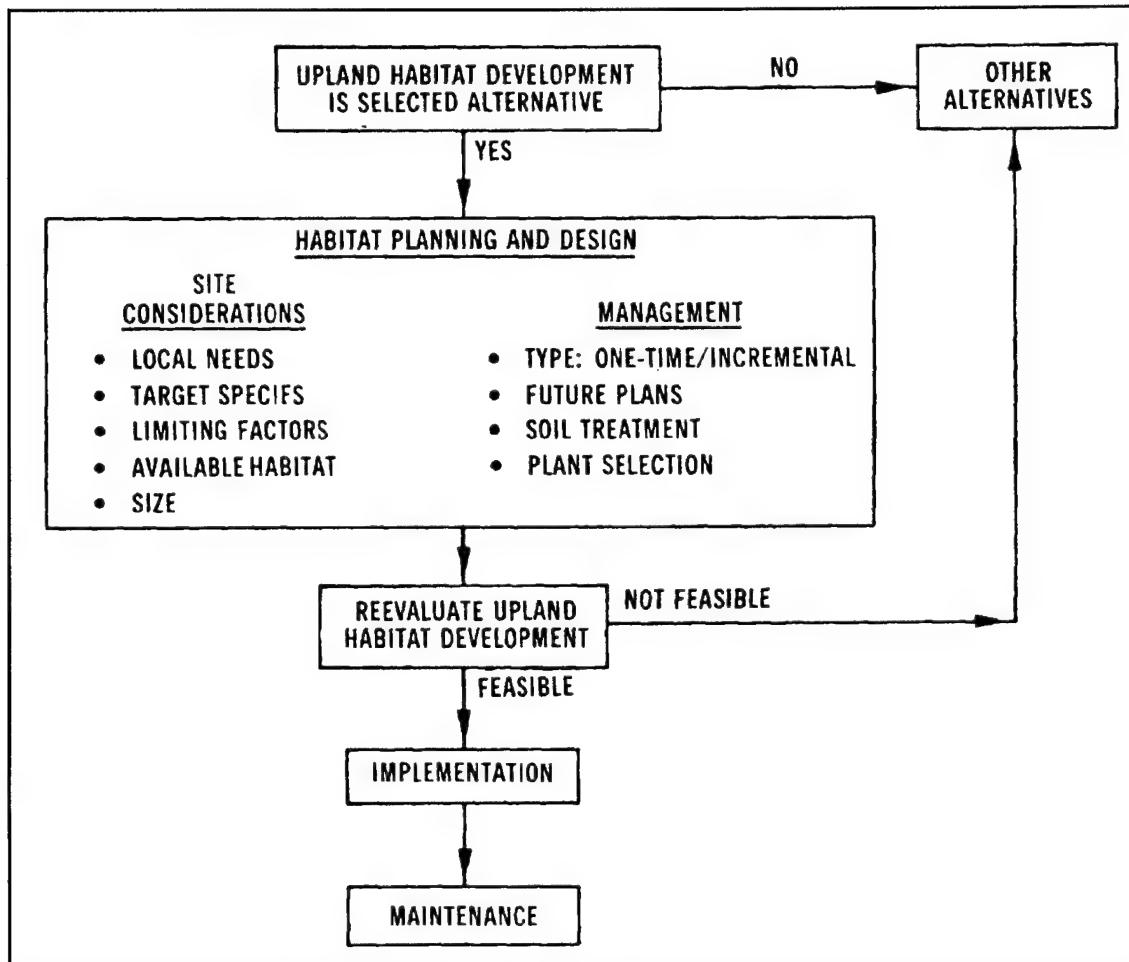 UPLAND HABITAT DEVELOPMENT
IS SELECTED ALTERNATIVE
NO
OTHER
ALTERNATIVES
YES
HABITAT PLANNING AND DESIGN
SITE
CONSIDERATIONS
• LOCAL NEEDS
• TARGET SPECIFS
• LIMITING FACTORS
• AVAILABLE HABITAT
• SIZE
MANAGEMENT
• TYPE: ONE-TIME/INCREMENTAL
• FUTURE PLANS
• SOIL TREATMENT
• PLANT SELECTION
REEVALUATE UPLAND
HABITAT DEVELOPMENT
NOT FEASIBLE
FEASIBLE
IMPLEMENTATION
MAINTENANCE